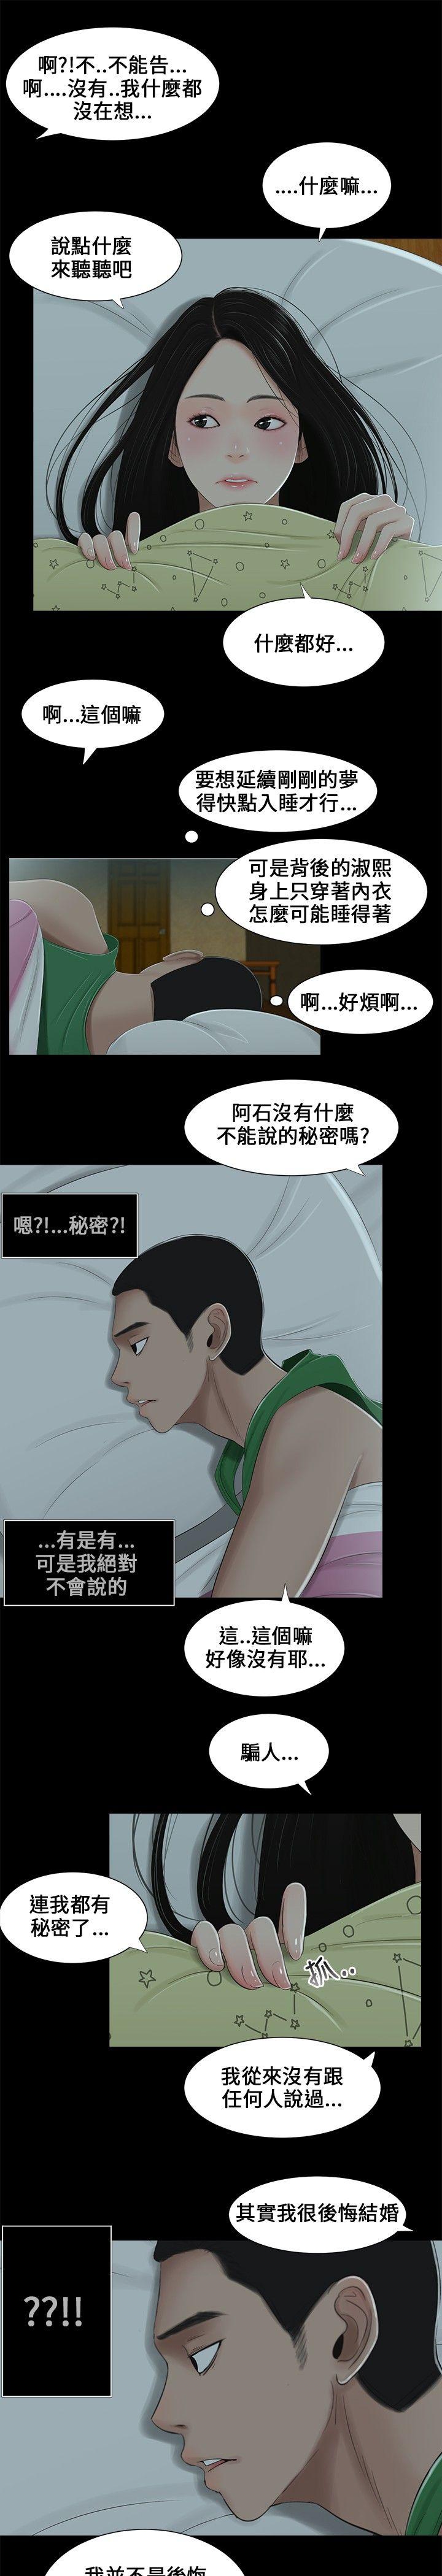 啊?!不..不能告...
啊....沒有..我什麼都
沒在想...
....什麼嘛...
說點什麼
來聽聽吧
什麼都好...
啊...這個嘛
要想延續剛剛的夢
得快點入睡才行...
可是背後的淑熙
身上只穿著內衣
怎麼可能睡得著
啊...好煩啊...
阿石沒有什麼
不能說的秘密嗎?
嗯?!...秘密?!
...有是有...
可是我絕對
不會說的
這..這個嘛
好像沒有耶...
騙人...
連我都有
秘密了...
抓..
我從來沒有跟
任何人說過...
其實我很後悔結婚
??!!
我並不是後悔